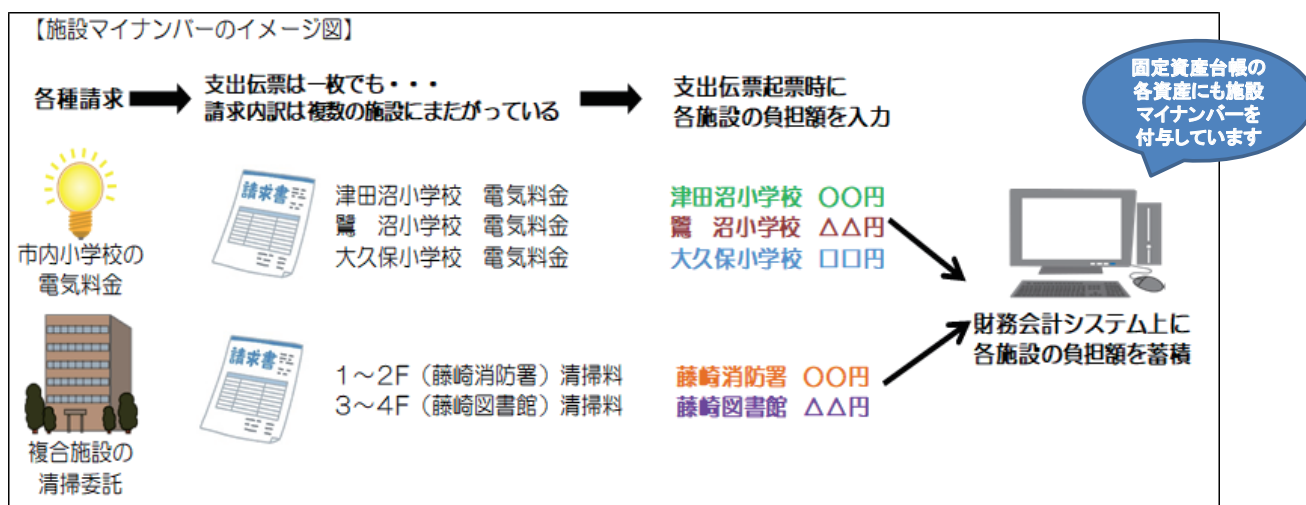 【施設マイナンバーのイメージ図】
各種請求
支出伝票は一枚でも・・・
請求内訳は複数の施設にまたがっている
支出伝票起票時に
各施設の負担額を入力
固定資産台帳の
各資産にも施設
マイナンバーを
付与しています
市内小学校の
電気料金
請求書
津田沼小学校　電気料金
鷺　沼小学校　電気料金
大久保小学校　電気料金
津田沼小学校 〇〇円
鷺　沼小学校 △△円
大久保小学校 □□円
財務会計システム上に
各施設の負担額を蓄積
複合施設の
清掃委託
請求書
1～2F（藤崎消防署）清掃料
3～4F（藤崎図書館）清掃料
藤崎消防署 〇〇円
藤崎図書館 △△円